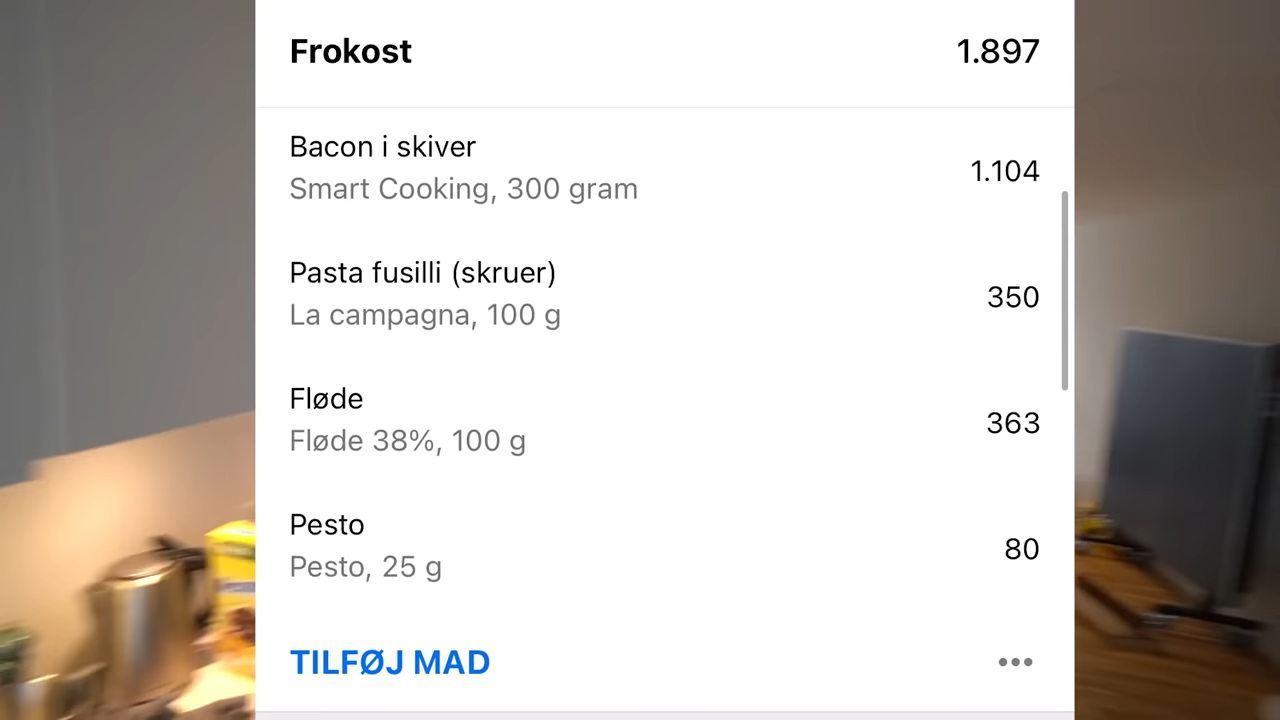 Frokost 1.897
Bacon i skiver
Smart Cooking, 300 gram
1.104
Pasta fusilli (skruer)
La campagna, 100 g
350
Fløde
Fløde 38%, 100 g
363
Pesto
Pesto, 25 g
80
TILFØJ MAD